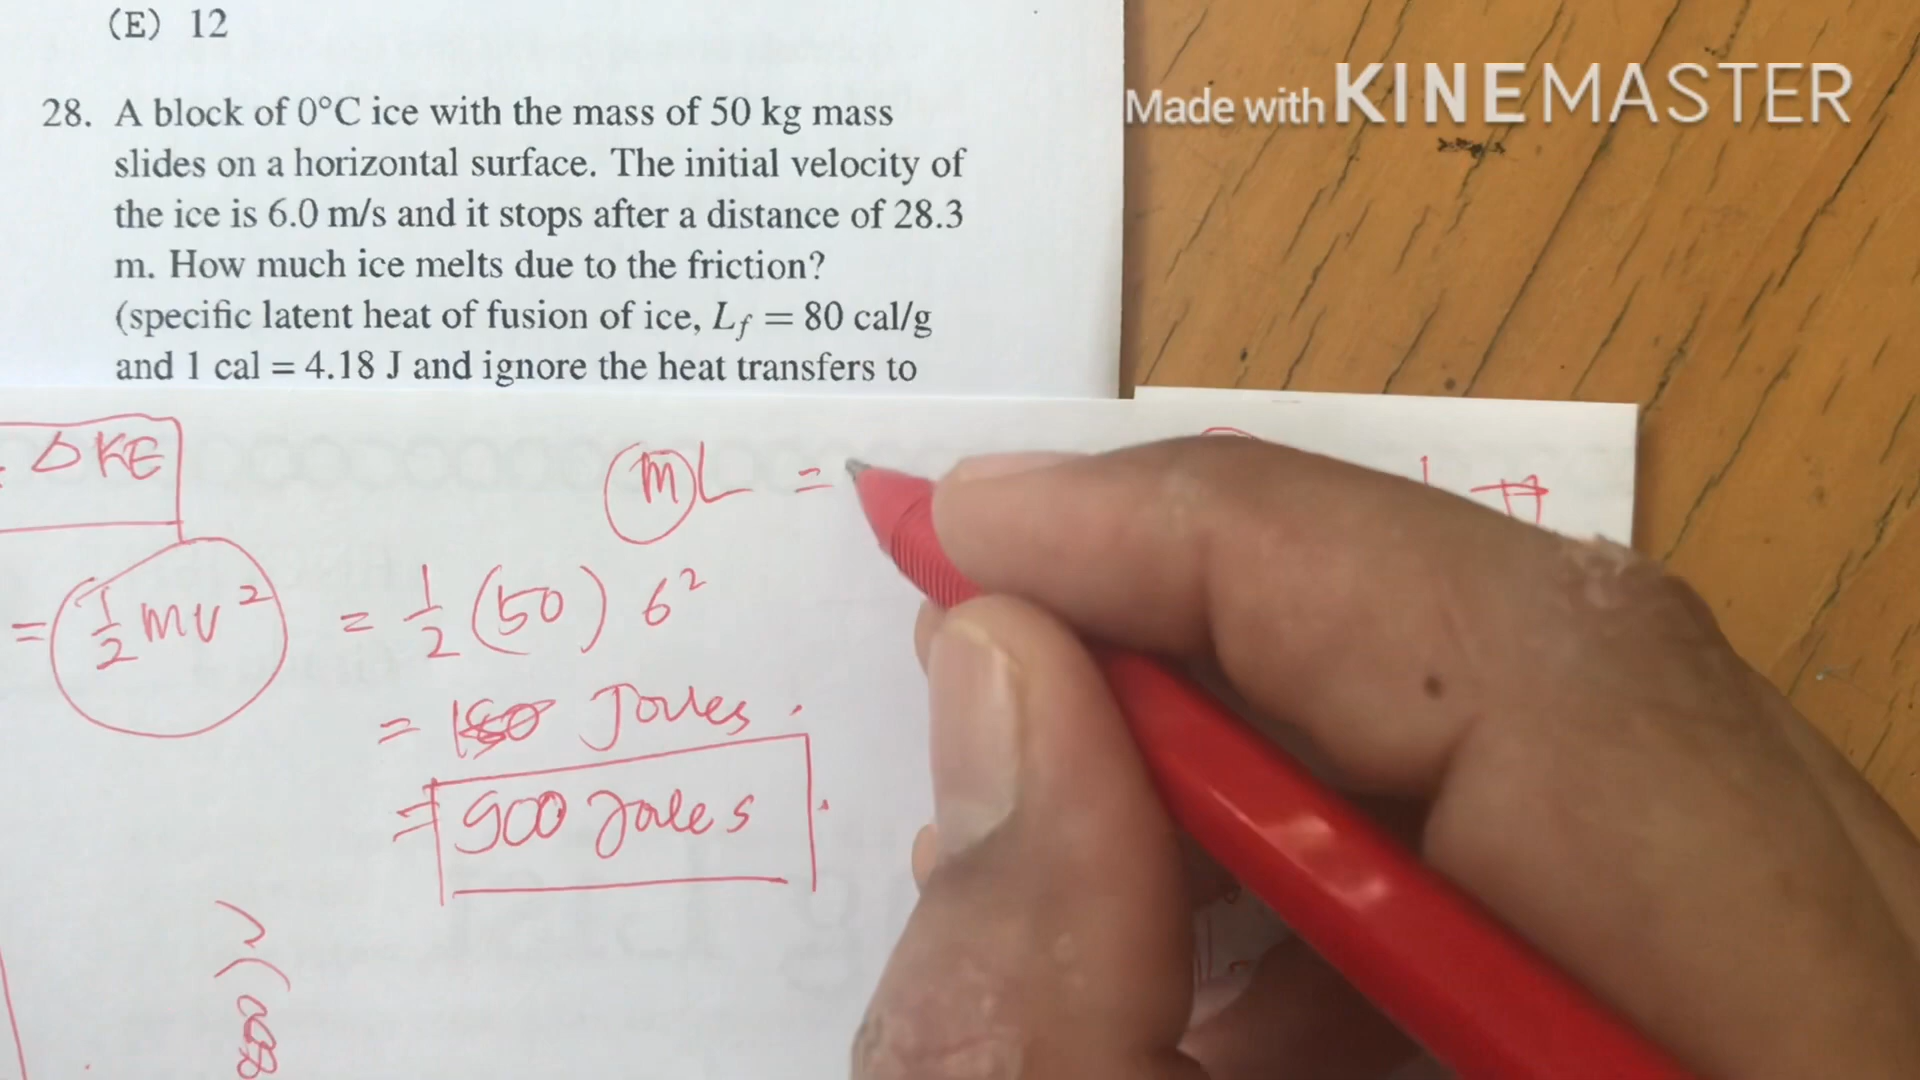 (E) 12
28. A block of 0°C ice with the mass of 50 kg mass
slides on a horizontal surface. The initial velocity of
the ice is 6.0 m/s and it stops after a distance of 28.3
m. How much ice melts due to the friction?
(specific latent heat of fusion of ice, L_f = 80 cal/g
and 1 cal = 4.18 J and ignore the heat transfers to
Made with KINEMASTER
Δ KE
mL =
= ½ mv² = ½ (50) 6²
= Joules.
= 900 Joules.